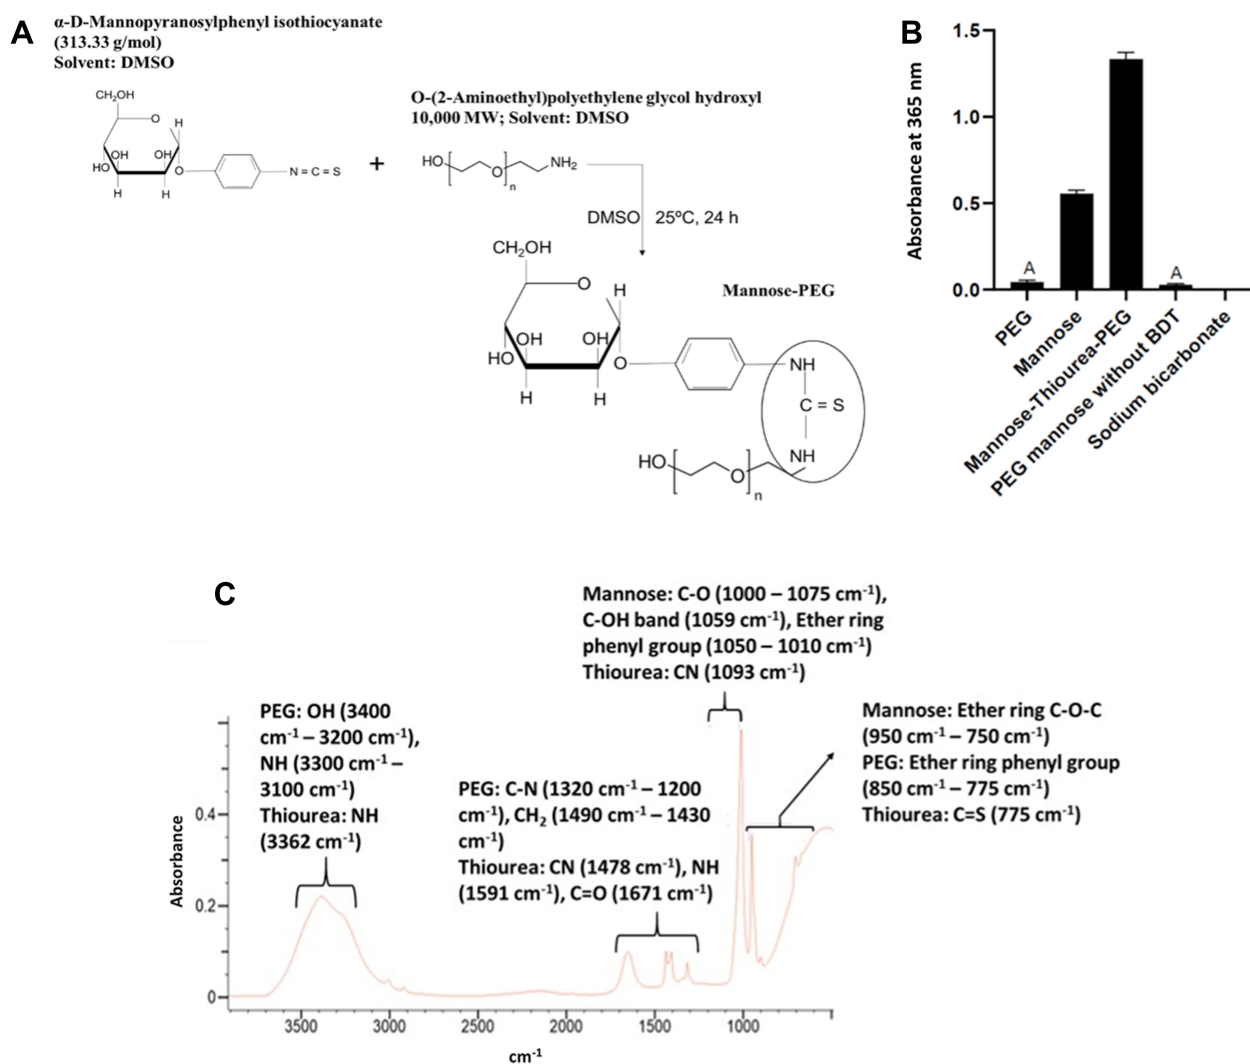 A
α-D-Mannopyranosylphenyl isothiocyanate
(313.33 g/mol)
Solvent: DMSO
CH₂OH
O
H
OH
OH
HO
O
H
H
N=C=S
+
O-(2-Aminoethyl)polyethylene glycol hydroxyl
10,000 MW; Solvent: DMSO
HO
O
n
NH₂
DMSO
25ºC, 24 h
CH₂OH
O
H
OH
OH
HO
O
H
H
Mannose-PEG
NH
C=S
NH
HO
O
n
B
Absorbance at 365 nm
1.5
1.0
0.5
0.0
A
A
PEG
Mannose
Mannose-Thiourea-PEG
PEG mannose without BDT
Sodium bicarbonate
C
Mannose: C-O (1000 – 1075 cm⁻¹),
C-OH band (1059 cm⁻¹), Ether ring
phenyl group (1050 – 1010 cm⁻¹)
Thiourea: CN (1093 cm⁻¹)
PEG: OH (3400
cm⁻¹ – 3200 cm⁻¹),
NH (3300 cm⁻¹ –
3100 cm⁻¹)
Thiourea: NH
(3362 cm⁻¹)
PEG: C-N (1320 cm⁻¹ – 1200
cm⁻¹), CH₂ (1490 cm⁻¹ – 1430
cm⁻¹)
Thiourea: CN (1478 cm⁻¹), NH
(1591 cm⁻¹), C=O (1671 cm⁻¹)
Mannose: Ether ring C-O-C
(950 cm⁻¹ – 750 cm⁻¹)
PEG: Ether ring phenyl group
(850 cm⁻¹ – 775 cm⁻¹)
Thiourea: C=S (775 cm⁻¹)
Absorbance
0.4
0.2
0
3500
3000
2500
2000
1500
1000
cm⁻¹